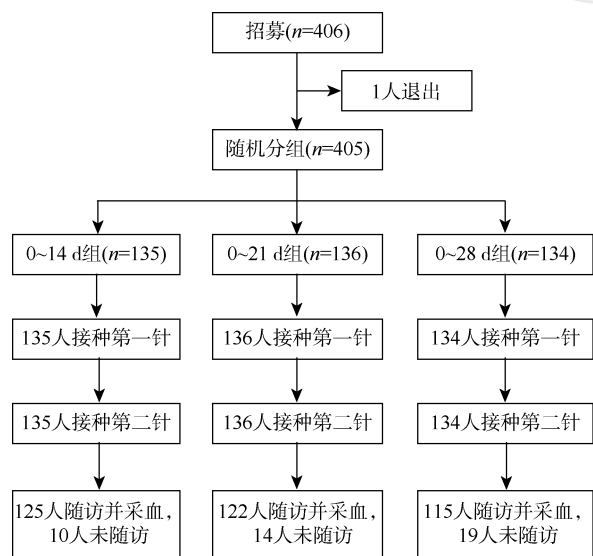 招募(n=406)
1人退出
随机分组(n=405)
0~14 d组(n=135)
0~21 d组(n=136)
0~28 d组(n=134)
135人接种第一针
136人接种第一针
134人接种第一针
135人接种第二针
136人接种第二针
134人接种第二针
125人随访并采血,
10人未随访
122人随访并采血,
14人未随访
115人随访并采血,
19人未随访